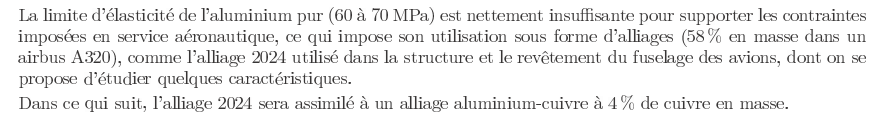 La limite d'élasticité de l'aluminium pur (60 à 70 MPa) est nettement insuffisante pour supporter les contraintes
imposées en service aéronautique, ce qui impose son utilisation sous forme d'alliages (58 % en masse dans un
airbus A320), comme l'alliage 2024 utilisé dans la structure et le revêtement du fuselage des avions, dont on se
propose d'étudier quelques caractéristiques.
Dans ce qui suit, l'alliage 2024 sera assimilé à un alliage aluminium-cuivre à 4 % de cuivre en masse.